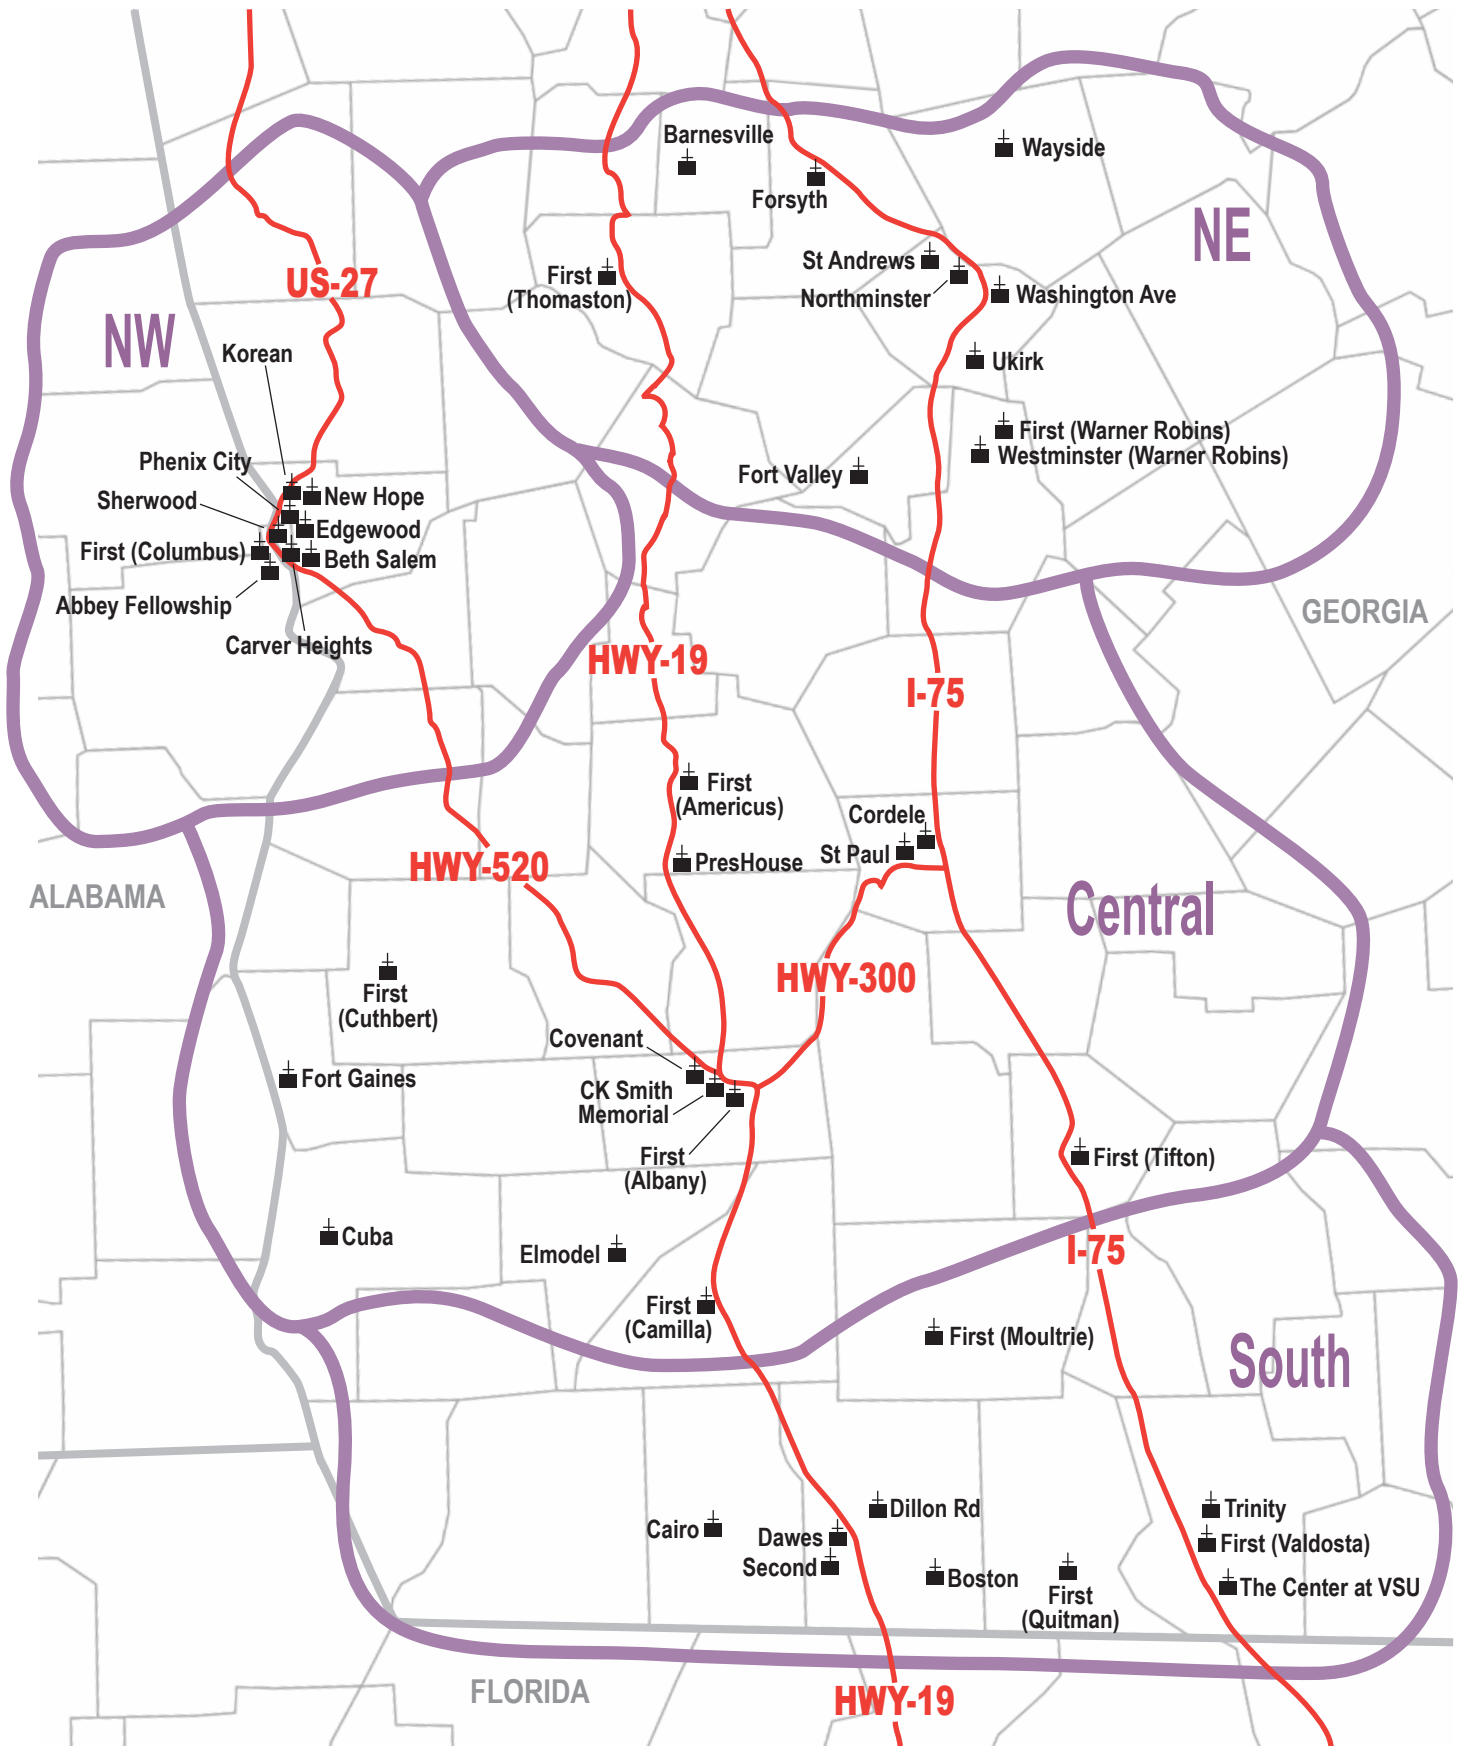 Barnesville
Wayside
Forsyth
NE
St Andrews
First
(Thomaston)
US-27
Northminster
Washington Ave
NW
Korean
Ukirk
First (Warner Robins)
Westminster (Warner Robins)
Phenix City
Fort Valley
Sherwood
New Hope
Edgewood
First (Columbus)
Beth Salem
Abbey Fellowship
GEORGIA
Carver Heights
HWY-19
I-75
First
(Americus)
Cordele
St Paul
PresHouse
HWY-520
ALABAMA
Central
HWY-300
First
(Cuthbert)
Covenant
Fort Gaines
CK Smith
Memorial
First
(Albany)
First (Tifton)
Cuba
Elmodel
I-75
First
(Camilla)
First (Moultrie)
South
Dillon Rd
Trinity
Cairo
Dawes
First (Valdosta)
Second
Boston
The Center at VSU
First
(Quitman)
FLORIDA
HWY-19